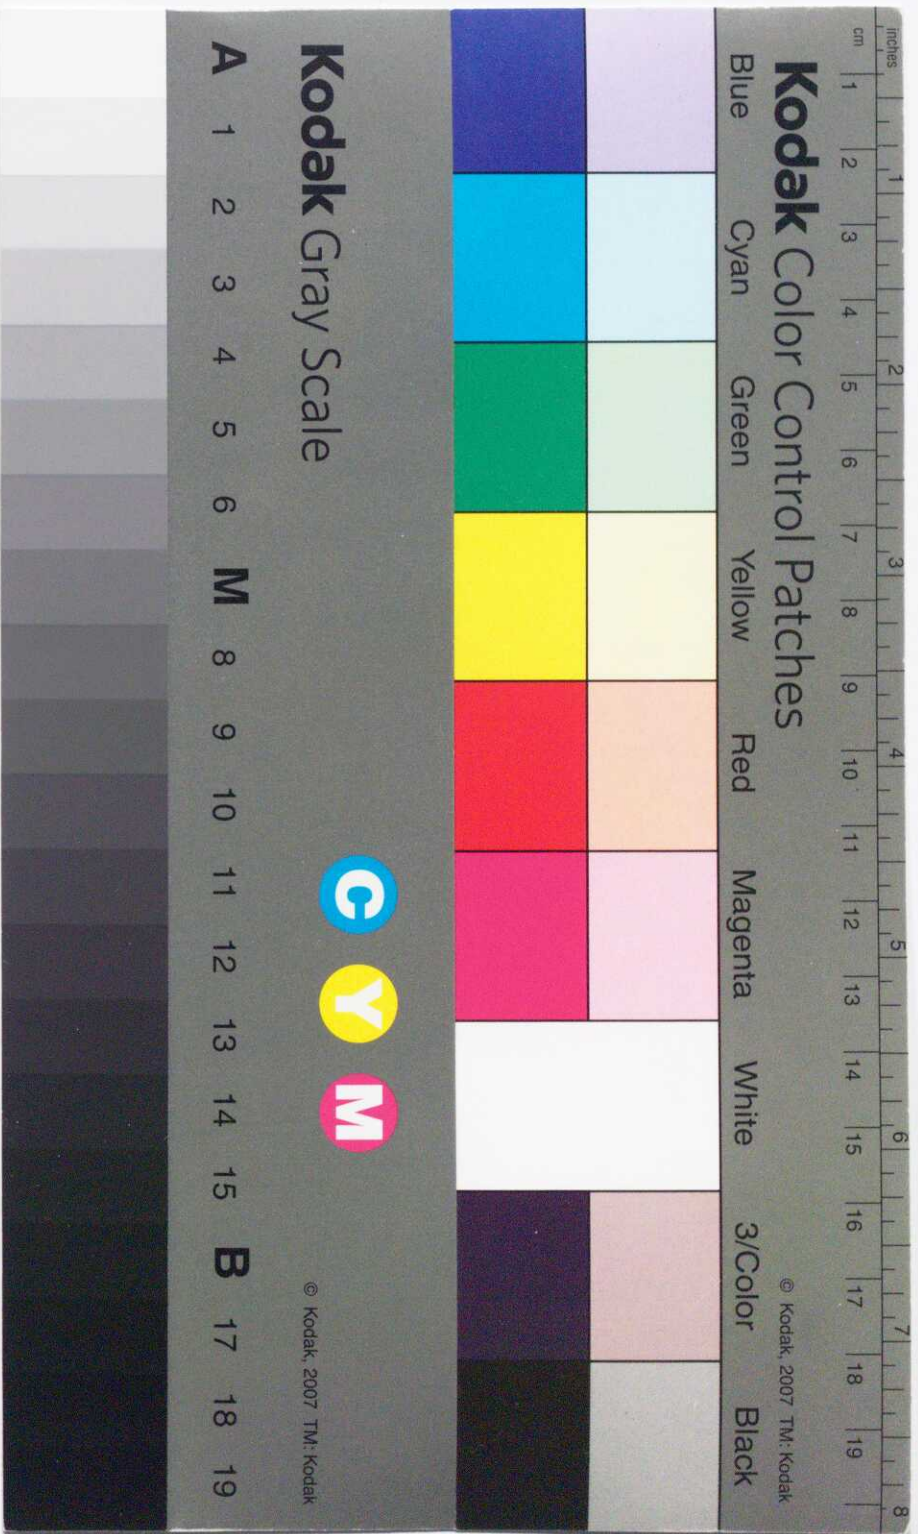 inches 1 2 3 4 5 6 7 8
cm 1 2 3 4 5 6 7 8 9 10 11 12 13 14 15 16 17 18 19
Kodak Color Control Patches
© Kodak, 2007 TM: Kodak
Blue Cyan Green Yellow Red Magenta White 3/Color Black
Kodak Gray Scale
C Y M
© Kodak, 2007 TM: Kodak
A 1 2 3 4 5 6 M 8 9 10 11 12 13 14 15 B 17 18 19